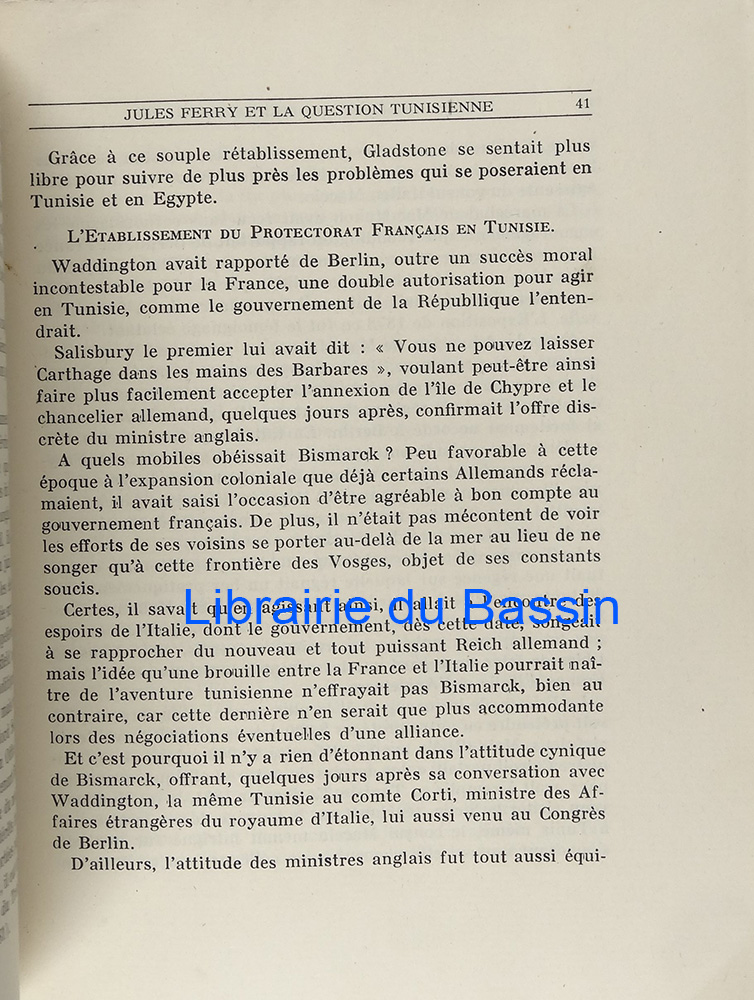 JULES FERRY ET LA QUESTION TUNISIENNE 41
Grâce à ce souple rétablissement, Gladstone se sentait plus
libre pour suivre de plus près les problèmes qui se poseraient en
Tunisie et en Egypte.
L'ETABLISSEMENT DU PROTECTORAT FRANÇAIS EN TUNISIE.
Waddington avait rapporté de Berlin, outre un succès moral
incontestable pour la France, une double autorisation pour agir
en Tunisie, comme le gouvernement de la Républlique l'enten-
drait.
Salisbury le premier lui avait dit : « Vous ne pouvez laisser
Carthage dans les mains des Barbares », voulant peut-être ainsi
faire plus facilement accepter l'annexion de l'île de Chypre et le
chancelier allemand, quelques jours après, confirmait l'offre dis-
crète du ministre anglais.
A quels mobiles obéissait Bismarck ? Peu favorable à cette
époque à l'expansion coloniale que déjà certains Allemands récla-
maient, il avait saisi l'occasion d'être agréable à bon compte au
gouvernement français. De plus, il n'était pas mécontent de voir
les efforts de ses voisins se porter au-delà de la mer au lieu de ne
songer qu'à cette frontière des Vosges, objet de ses constants
soucis.
Librairie du Bassin
Certes, il savait qu'en agissant ainsi, il allait à l'encontre des
espoirs de l'Italie, dont le gouvernement, dès cette date, songeait
à se rapprocher du nouveau et tout puissant Reich allemand ;
mais l'idée qu'une brouille entre la France et l'Italie pourrait naî-
tre de l'aventure tunisienne n'effrayait pas Bismarck, bien au
contraire, car cette dernière n'en serait que plus accommodante
lors des négociations éventuelles d'une alliance.
Et c'est pourquoi il n'y a rien d'étonnant dans l'attitude cynique
de Bismarck, offrant, quelques jours après sa conversation avec
Waddington, la même Tunisie au comte Corti, ministre des Af-
faires étrangères du royaume d'Italie, lui aussi venu au Congrès
de Berlin.
D'ailleurs, l'attitude des ministres anglais fut tout aussi équi-